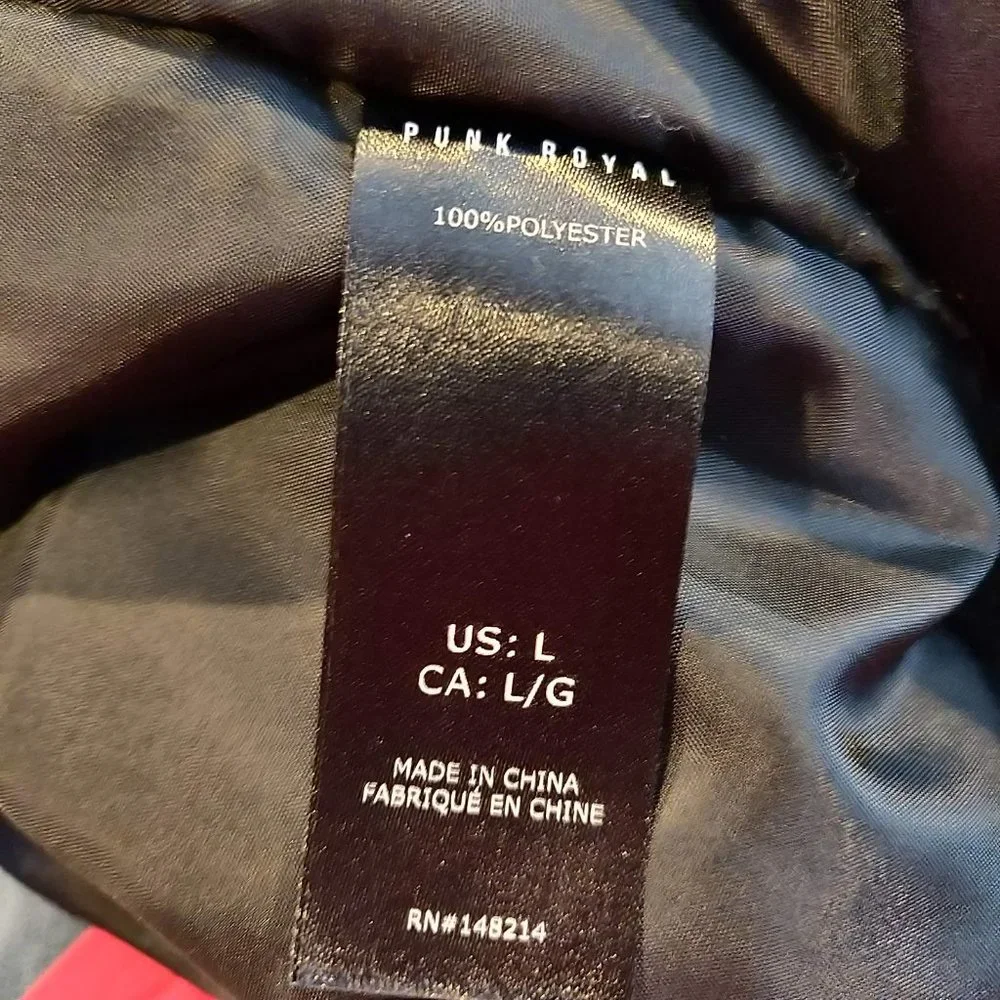 PUNK ROYAL
100%POLYESTER
US: L
CA: L/G
MADE IN CHINA
FABRIQUÉ EN CHINE
RN#148214